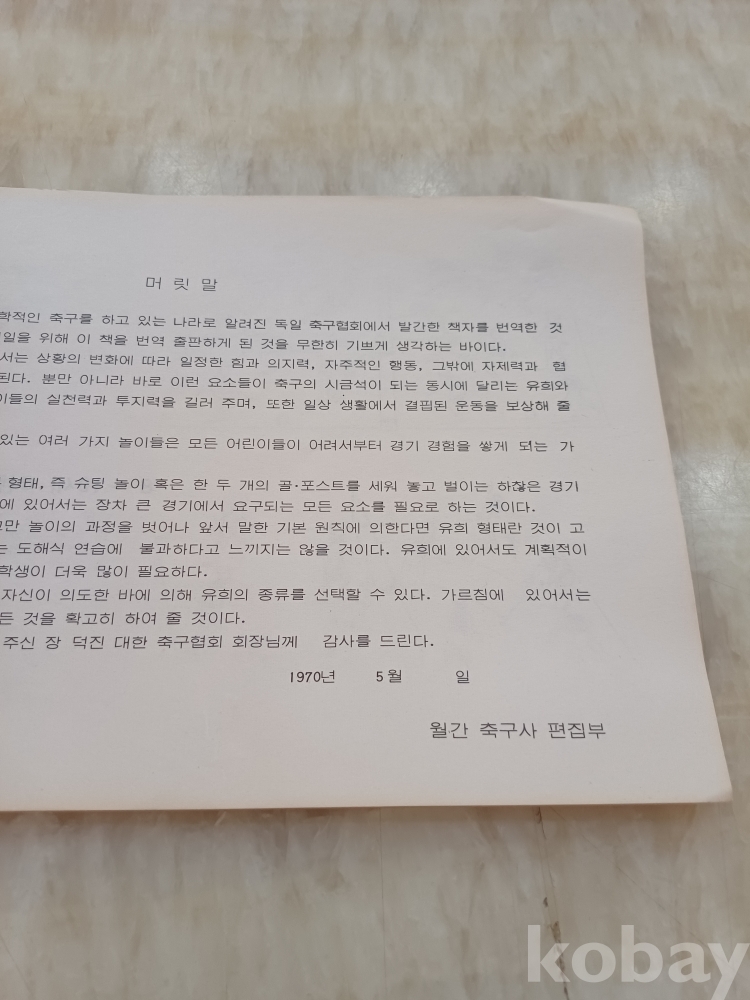 머릿말
학적인 축구를 하고 있는 나라로 알려진 독일 축구협회에서 발간한 책자를 번역한 것
일을 위해 이 책을 번역 출판하게 된 것을 무한히 기쁘게 생각하는 바이다.
서는 상황의 변화에 따라 일정한 힘과 의지력, 자주적인 행동, 그밖에 자제력과 협
된다. 뿐만 아니라 바로 이런 요소들이 축구의 시금석이 되는 동시에 달리는 유희와
이들의 실천력과 투지력을 길러 주며, 또한 일상 생활에서 결핍된 운동을 보상해 줄
있는 여러 가지 놀이들은 모든 어린이들이 어려서부터 경기 경험을 쌓게 되는 가
형태, 즉 슈팅 놀이 혹은 한 두 개의 골·포스트를 세워 놓고 벌이는 하찮은 경기
에 있어서는 장차 큰 경기에서 요구되는 모든 요소를 필요로 하는 것이다.
그만 놀이의 과정을 벗어나 앞서 말한 기본 원칙에 의한다면 유희 형태란 것이 고
는 도해식 연습에 불과하다고 느끼지는 않을 것이다. 유희에 있어서도 계획적이
학생이 더욱 많이 필요하다.
자신이 의도한 바에 의해 유희의 종류를 선택할 수 있다. 가르침에 있어서는
든 것을 확고히 하여 줄 것이다.
주신 장 덕진 대한 축구협회 회장님께 감사를 드린다.
1970년 5월 일
월간 축구사 편집부
kobay